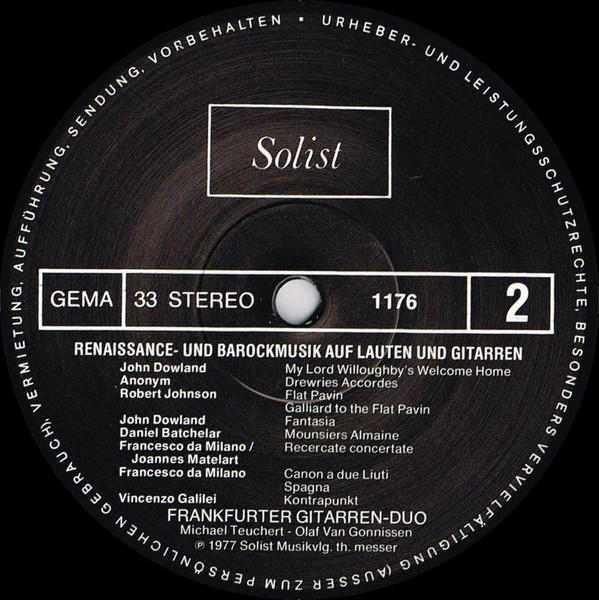 URHEBER- UND LEISTUNGSSCHUTZRECHTE, BESONDERS VERVIELFÄLTIGUNG (AUSSER ZUM PERSÖNLICHEN GEBRAUCH), VERMIETUNG, AUFFÜHRUNG, SENDUNG, VORBEHALTEN •
Solist
GEMA 33 STEREO 1176 2
RENAISSANCE- UND BAROCKMUSIK AUF LAUTEN UND GITARREN
John Dowland My Lord Willoughby's Welcome Home
Anonym Drewries Accordes
Robert Johnson Flat Pavin
Galliard to the Flat Pavin
John Dowland Fantasia
Daniel Batchelar Mounsiers Almaine
Francesco da Milano / Recercate concertate
Joannes Matelart
Francesco da Milano Canon a due Liuti
Spagna
Vincenzo Galilei Kontrapunkt
FRANKFURTER GITARREN-DUO
Michael Teuchert - Olaf Van Gonnissen
℗ 1977 Solist Musikvlg. th. messer